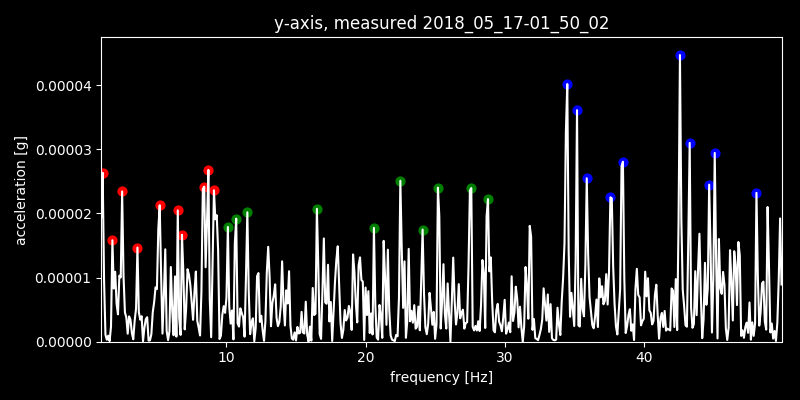 y-axis, measured 2018_05_17-01_50_02
0.00004
0.00003
0.00002
0.00001
0.00000
acceleration [g]
10 20 30 40
frequency [Hz]